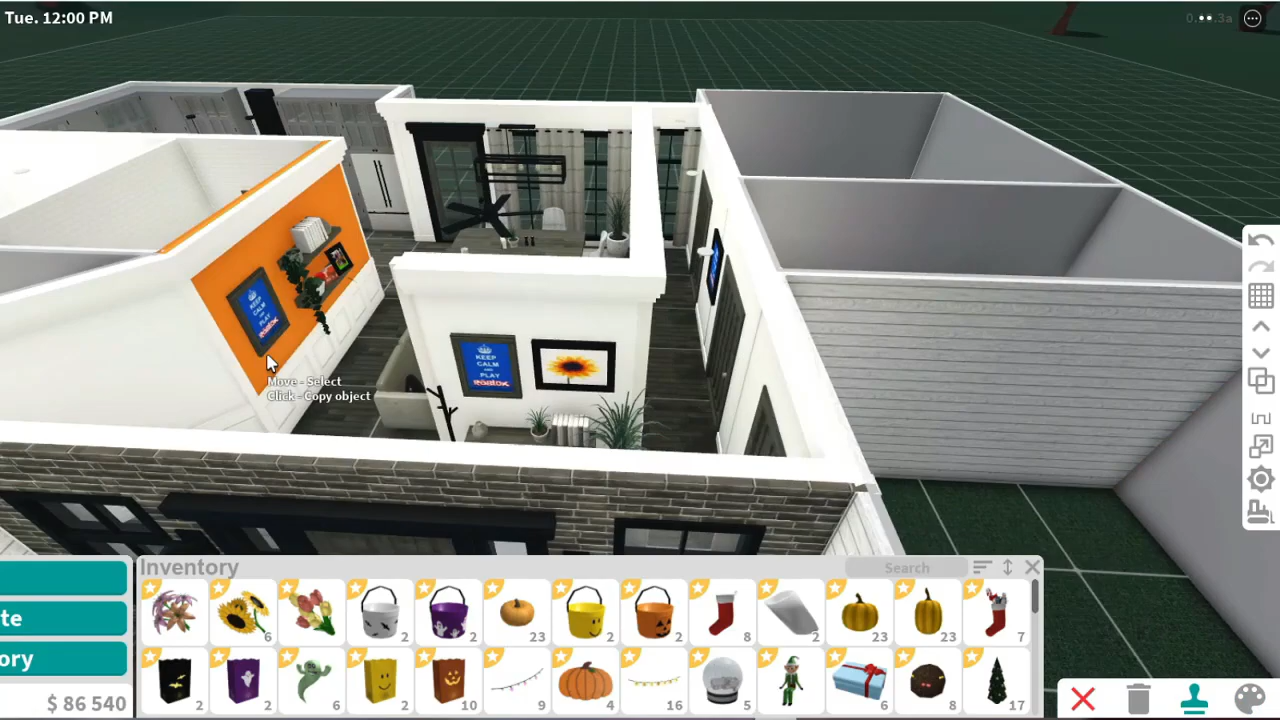 Tue. 12:00 PM
KEEP
CALM
AND
PLAY
ROBLOX
KEEP
CALM
AND
PLAY
ROBLOX
Move - Select
Click - Copy object
Inventory
Search
te
ory
$ 86 540
6
2
2
23
2
2
8
2
23
23
7
2
2
6
2
10
9
4
16
5
6
8
17